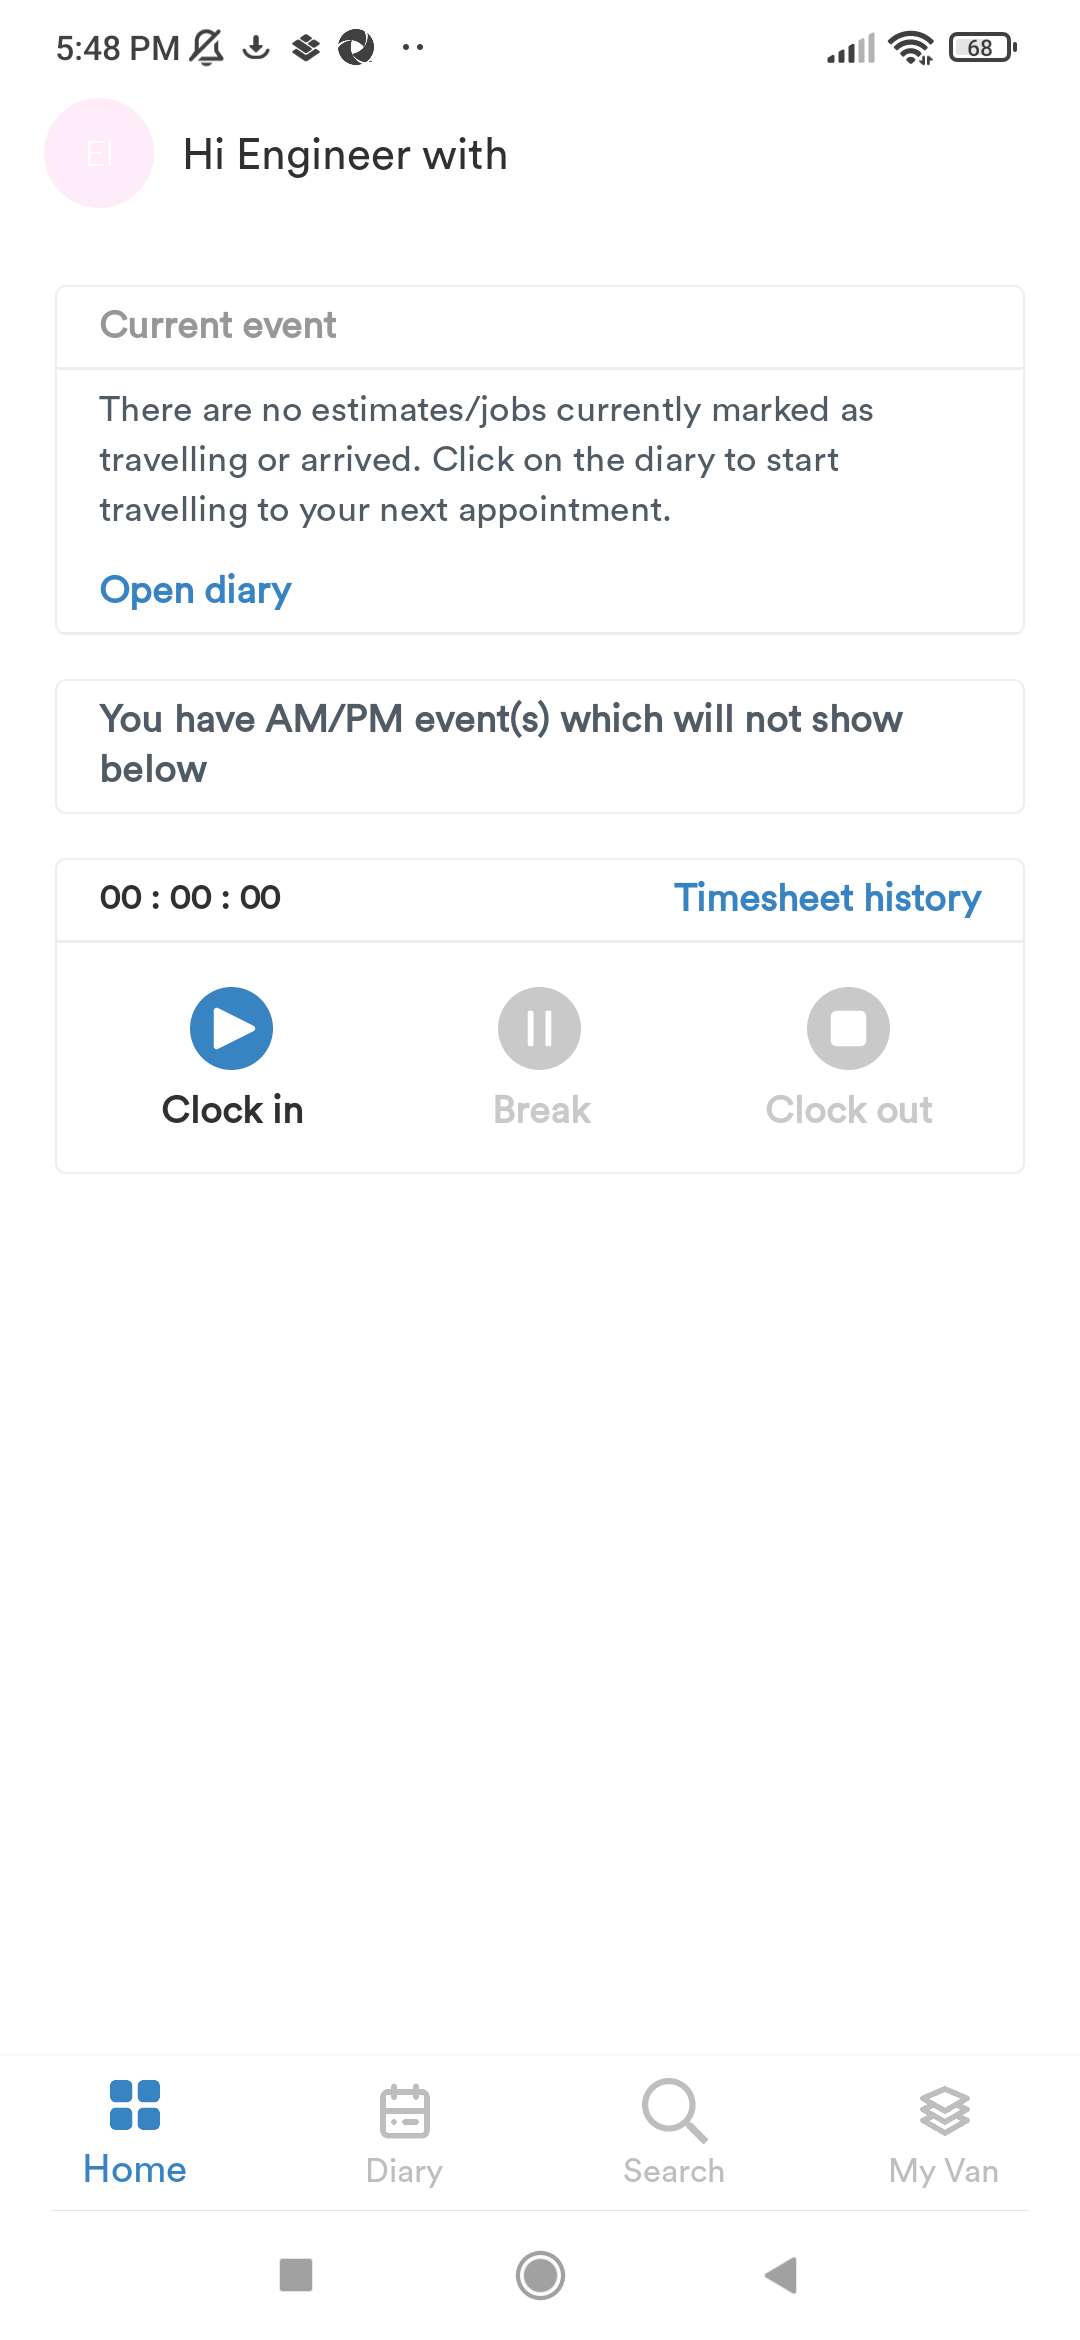 5:48 PM
68
EI
Hi Engineer with
Current event
There are no estimates/jobs currently marked as
travelling or arrived. Click on the diary to start
travelling to your next appointment.
Open diary
You have AM/PM event(s) which will not show
below
00 : 00 : 00
Timesheet history
Clock in
Break
Clock out
Home
Diary
Search
My Van